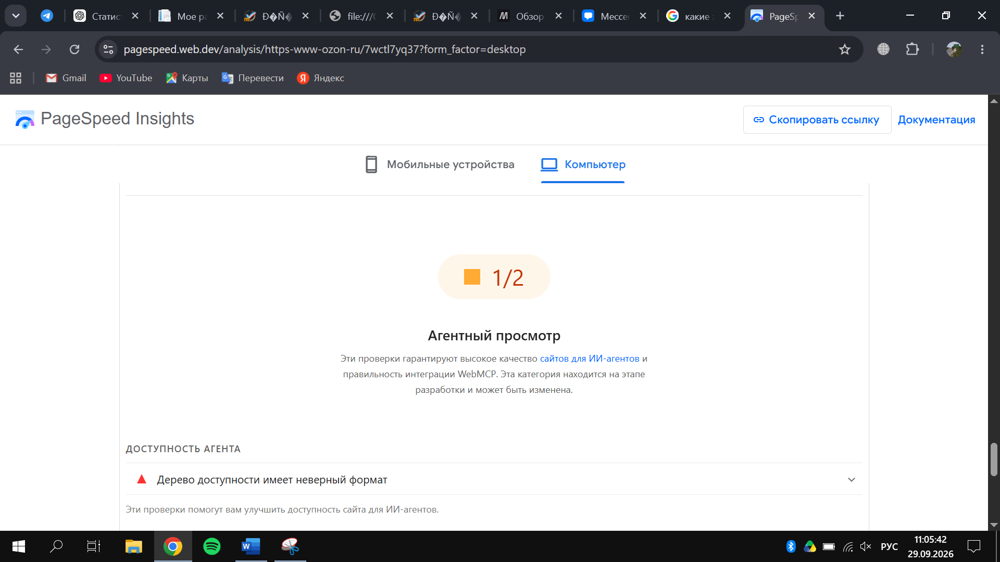 Статис
Мое ра
Ð�Ñ�
file:///
Ð�Ñ�
Обзор
Мессе
какие
PageSp
pagespeed.web.dev/analysis/https-www-ozon-ru/7wctl7yq37?form_factor=desktop
Gmail
YouTube
Карты
Перевести
Яндекс
PageSpeed Insights
Скопировать ссылку
Документация
Мобильные устройства
Компьютер
1/2
Агентный просмотр
Эти проверки гарантируют высокое качество сайтов для ИИ-агентов и
правильность интеграции WebMCP. Эта категория находится на этапе
разработки и может быть изменена.
ДОСТУПНОСТЬ АГЕНТА
Дерево доступности имеет неверный формат
Эти проверки помогут вам улучшить доступность сайта для ИИ-агентов.
РУС
11:05:42
29.09.2026